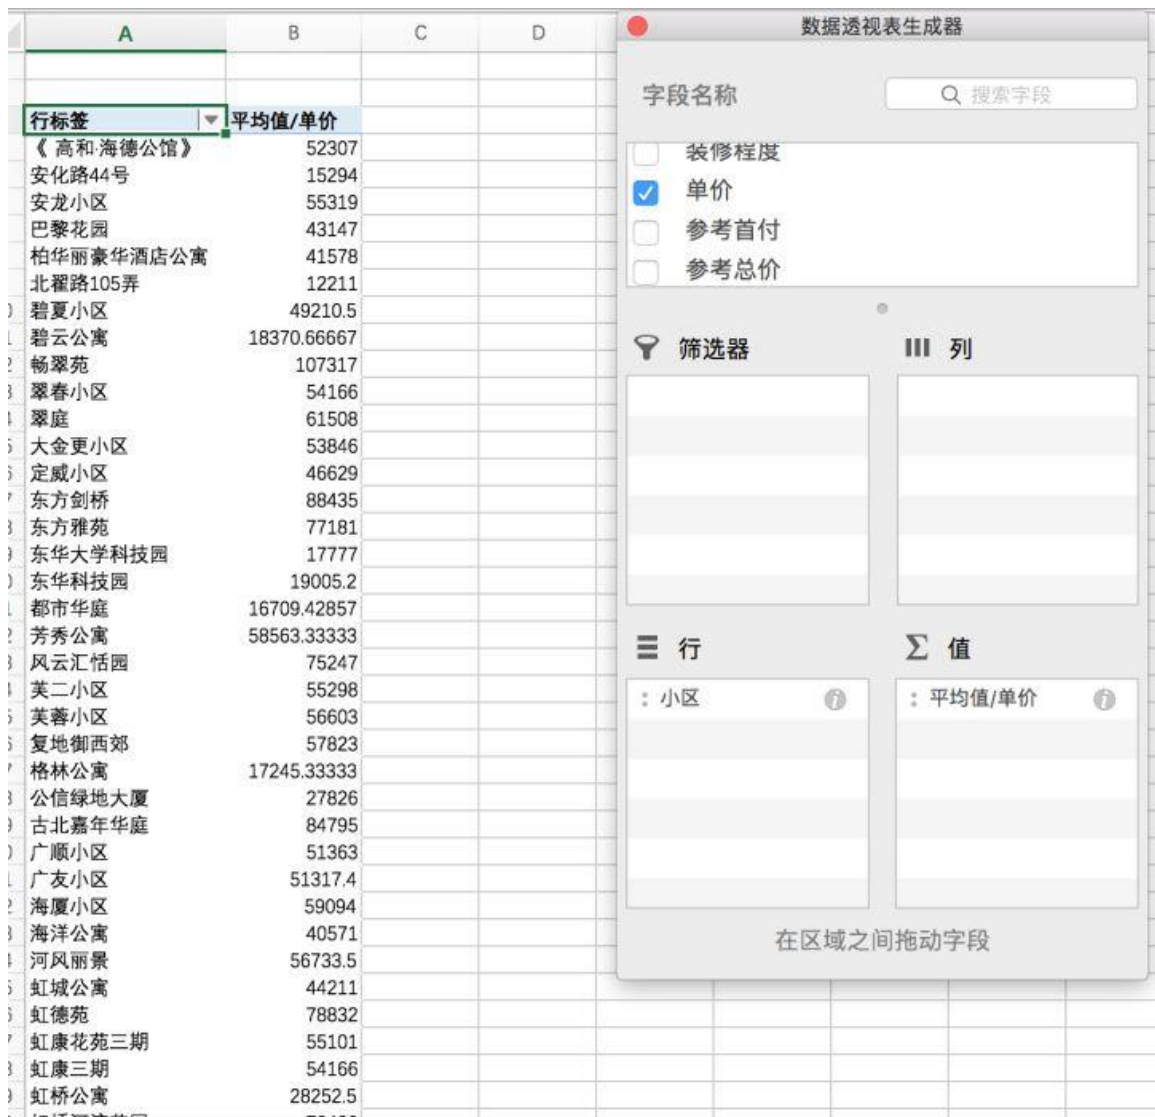 A B C D
行标签 平均值/单价
《 高和·海德公馆》 52307
安化路44号 15294
安龙小区 55319
巴黎花园 43147
柏华丽豪华酒店公寓 41578
北翟路105弄 12211
碧夏小区 49210.5
碧云公寓 18370.66667
畅翠苑 107317
翠春小区 54166
翠庭 61508
大金更小区 53846
定威小区 46629
东方剑桥 88435
东方雅苑 77181
东华大学科技园 17777
东华科技园 19005.2
都市华庭 16709.42857
芳秀公寓 58563.33333
风云汇恬园 75247
芙二小区 55298
芙蓉小区 56603
复地御西郊 57823
格林公寓 17245.33333
公信绿地大厦 27826
古北嘉年华庭 84795
广顺小区 51363
广友小区 51317.4
海厦小区 59094
海洋公寓 40571
河风丽景 56733.5
虹城公寓 44211
虹德苑 78832
虹康花苑三期 55101
虹康三期 54166
虹桥公寓 28252.5
数据透视表生成器
字段名称 搜索字段
装修程度
单价
参考首付
参考总价
筛选器 列
行 值
小区 平均值/单价
在区域之间拖动字段